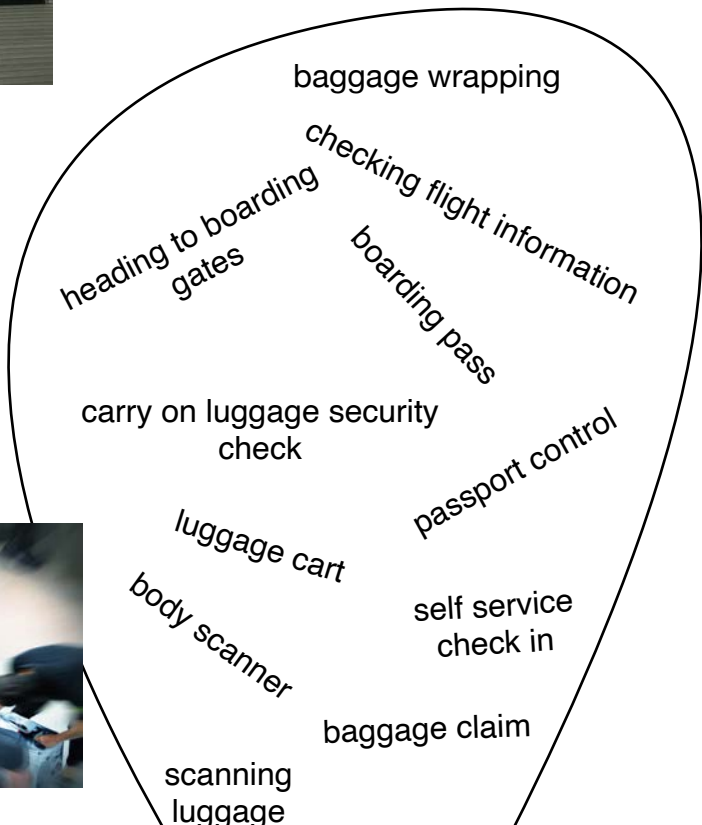 baggage wrapping
checking flight information
heading to boarding
gates
boarding pass
carry on luggage security
check
passport control
luggage cart
body scanner
self service
check in
baggage claim
scanning
luggage